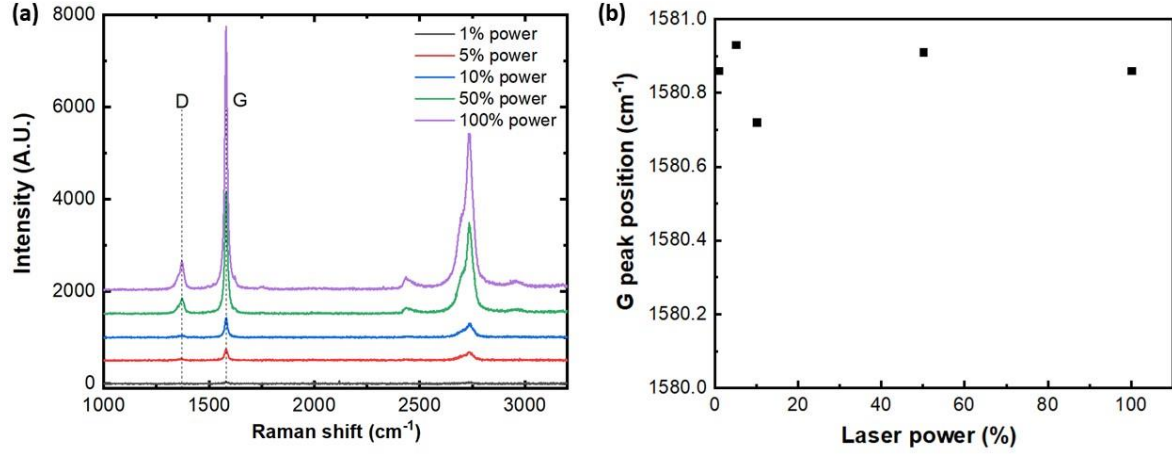 (a)
8000
6000
4000
2000
0
Intensity (A.U.)
1% power
5% power
10% power
50% power
100% power
D
G
1000
1500
2000
2500
3000
Raman shift (cm⁻¹)
(b)
1581.0
1580.8
1580.6
1580.4
1580.2
1580.0
G peak position (cm⁻¹)
0
20
40
60
80
100
Laser power (%)